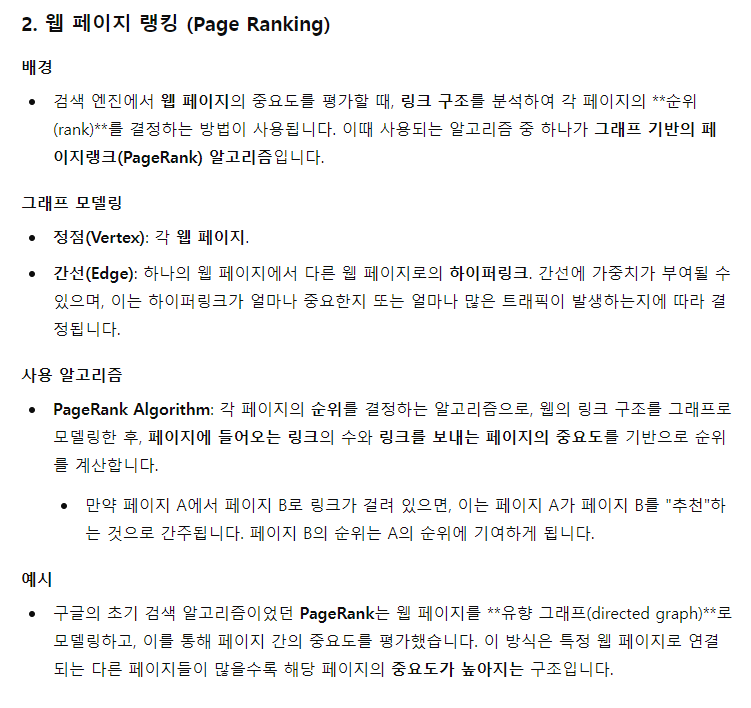 2. 웹 페이지 랭킹 (Page Ranking)
배경
• 검색 엔진에서 웹 페이지의 중요도를 평가할 때, 링크 구조를 분석하여 각 페이지의 **순위
(rank)**를 결정하는 방법이 사용됩니다. 이때 사용되는 알고리즘 중 하나가 그래프 기반의 페
이지랭크(PageRank) 알고리즘입니다.
그래프 모델링
• 정점(Vertex): 각 웹 페이지.
• 간선(Edge): 하나의 웹 페이지에서 다른 웹 페이지로의 하이퍼링크. 간선에 가중치가 부여될 수
있으며, 이는 하이퍼링크가 얼마나 중요한지 또는 얼마나 많은 트래픽이 발생하는지에 따라 결
정됩니다.
사용 알고리즘
• PageRank Algorithm: 각 페이지의 순위를 결정하는 알고리즘으로, 웹의 링크 구조를 그래프로
모델링한 후, 페이지에 들어오는 링크의 수와 링크를 보내는 페이지의 중요도를 기반으로 순위
를 계산합니다.
• 만약 페이지 A에서 페이지 B로 링크가 걸려 있으면, 이는 페이지 A가 페이지 B를 "추천"하
는 것으로 간주됩니다. 페이지 B의 순위는 A의 순위에 기여하게 됩니다.
예시
• 구글의 초기 검색 알고리즘이었던 PageRank는 웹 페이지를 **유향 그래프(directed graph)**로
모델링하고, 이를 통해 페이지 간의 중요도를 평가했습니다. 이 방식은 특정 웹 페이지로 연결
되는 다른 페이지들이 많을수록 해당 페이지의 중요도가 높아지는 구조입니다.